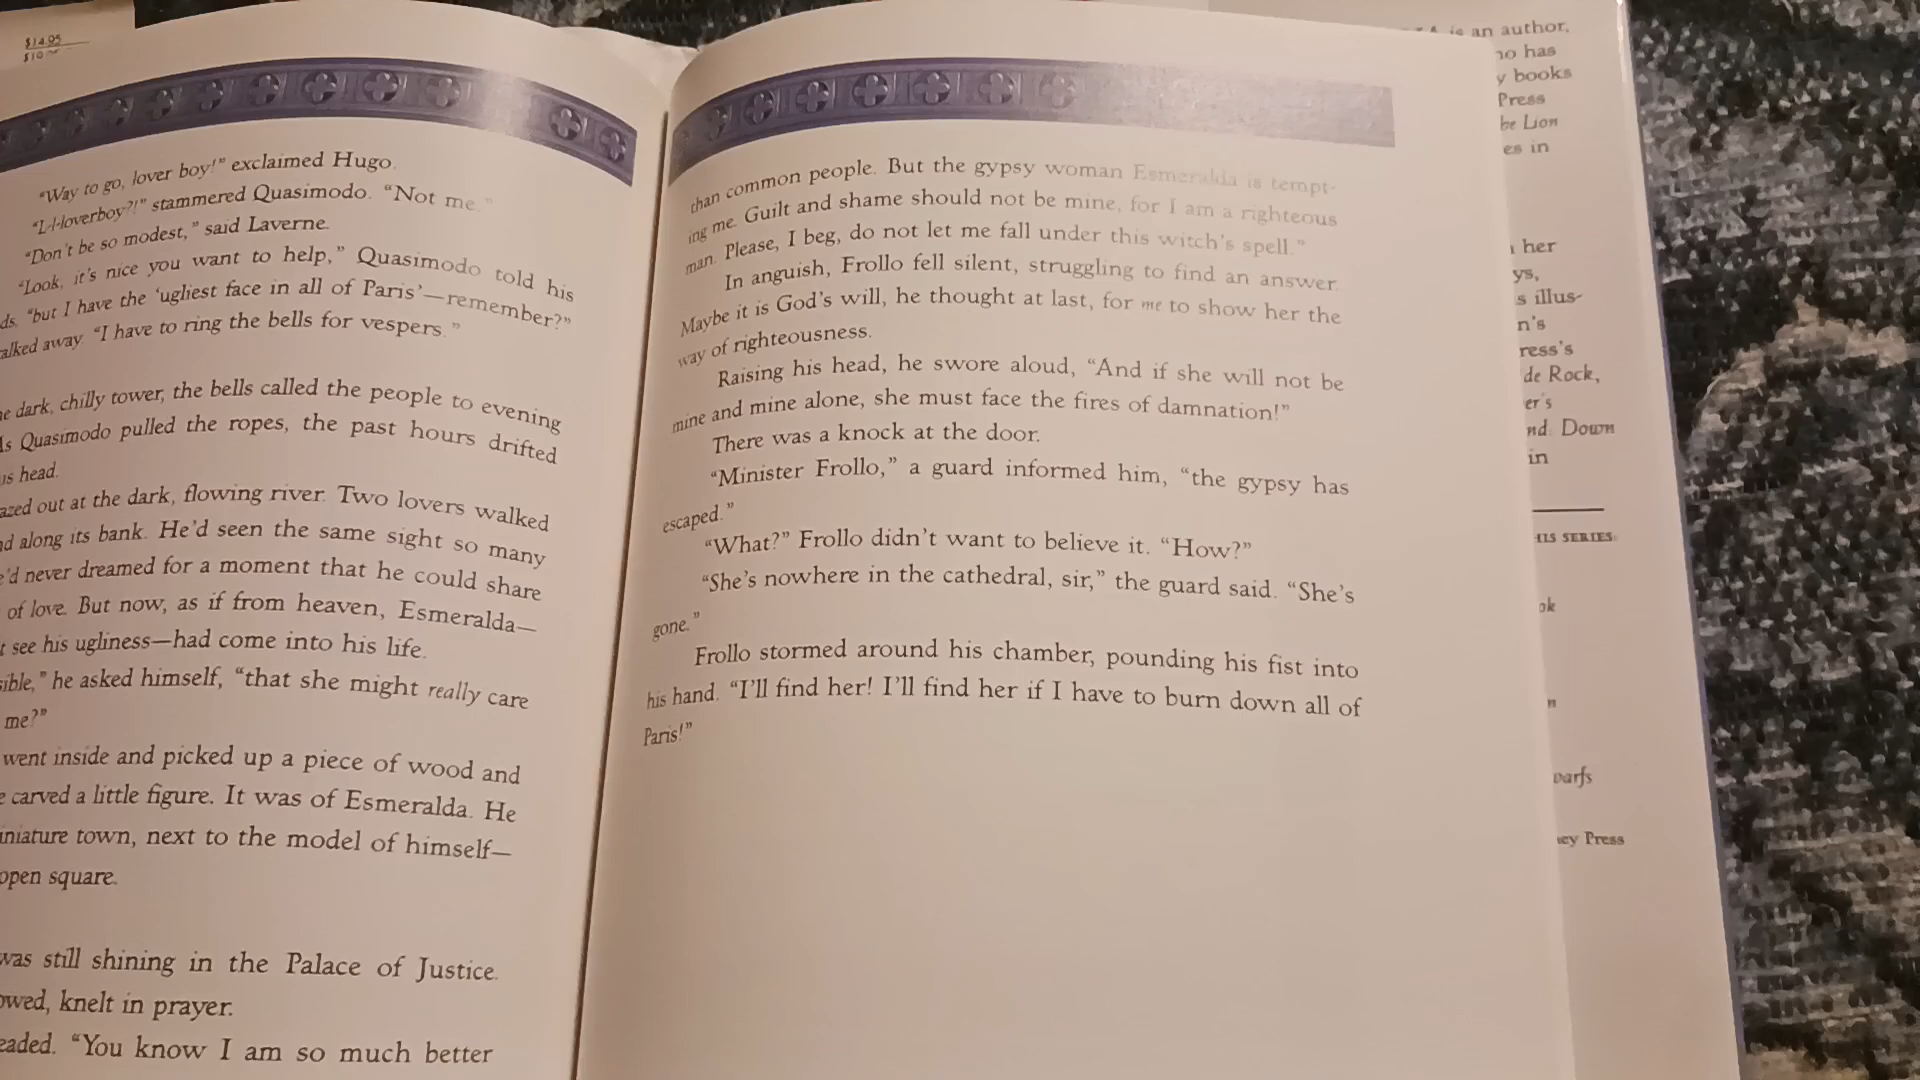 $14.95
"Way to go, lover boy!" exclaimed Hugo.
"L-l-loverboy?!" stammered Quasimodo. "Not me."
"Don't be so modest," said Laverne.
"Look, it's nice you want to help," Quasimodo told his
ds, "but I have the 'ugliest face in all of Paris'—remember?"
alked away. "I have to ring the bells for vespers."
e dark, chilly tower, the bells called the people to evening
As Quasimodo pulled the ropes, the past hours drifted
is head.
azed out at the dark, flowing river. Two lovers walked
d along its bank. He'd seen the same sight so many
e'd never dreamed for a moment that he could share
of love. But now, as if from heaven, Esmeralda—
t see his ugliness—had come into his life.
sible," he asked himself, "that she might really care
me?"
went inside and picked up a piece of wood and
e carved a little figure. It was of Esmeralda. He
iniature town, next to the model of himself—
open square.
was still shining in the Palace of Justice.
owed, knelt in prayer.
eaded. "You know I am so much better
than common people. But the gypsy woman Esmeralda is tempt-
ing me. Guilt and shame should not be mine, for I am a righteous
man. Please, I beg, do not let me fall under this witch's spell."
In anguish, Frollo fell silent, struggling to find an answer.
Maybe it is God's will, he thought at last, for me to show her the
way of righteousness.
Raising his head, he swore aloud, "And if she will not be
mine and mine alone, she must face the fires of damnation!"
There was a knock at the door.
"Minister Frollo," a guard informed him, "the gypsy has
escaped."
"What?" Frollo didn't want to believe it. "How?"
"She's nowhere in the cathedral, sir," the guard said. "She's
gone."
Frollo stormed around his chamber, pounding his fist into
his hand. "I'll find her! I'll find her if I have to burn down all of
Paris!"
is an author,
ho has
y books
Press
he Lion
es in
her
ys,
s illus-
n's
ress's
de Rock,
er's
nd. Down
in
ILS SERIES:
ok
n
warfs
ney Press